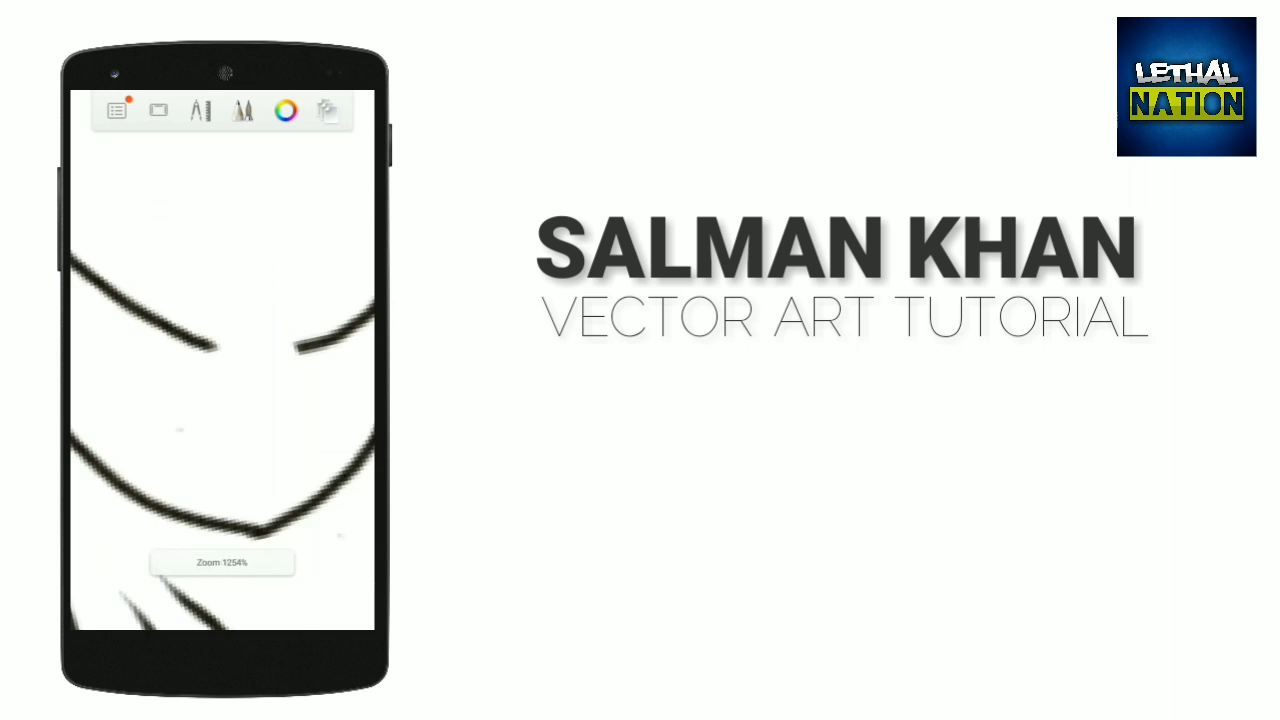 LETHAL
NATION
SALMAN KHAN
VECTOR ART TUTORIAL
Zoom 1254%